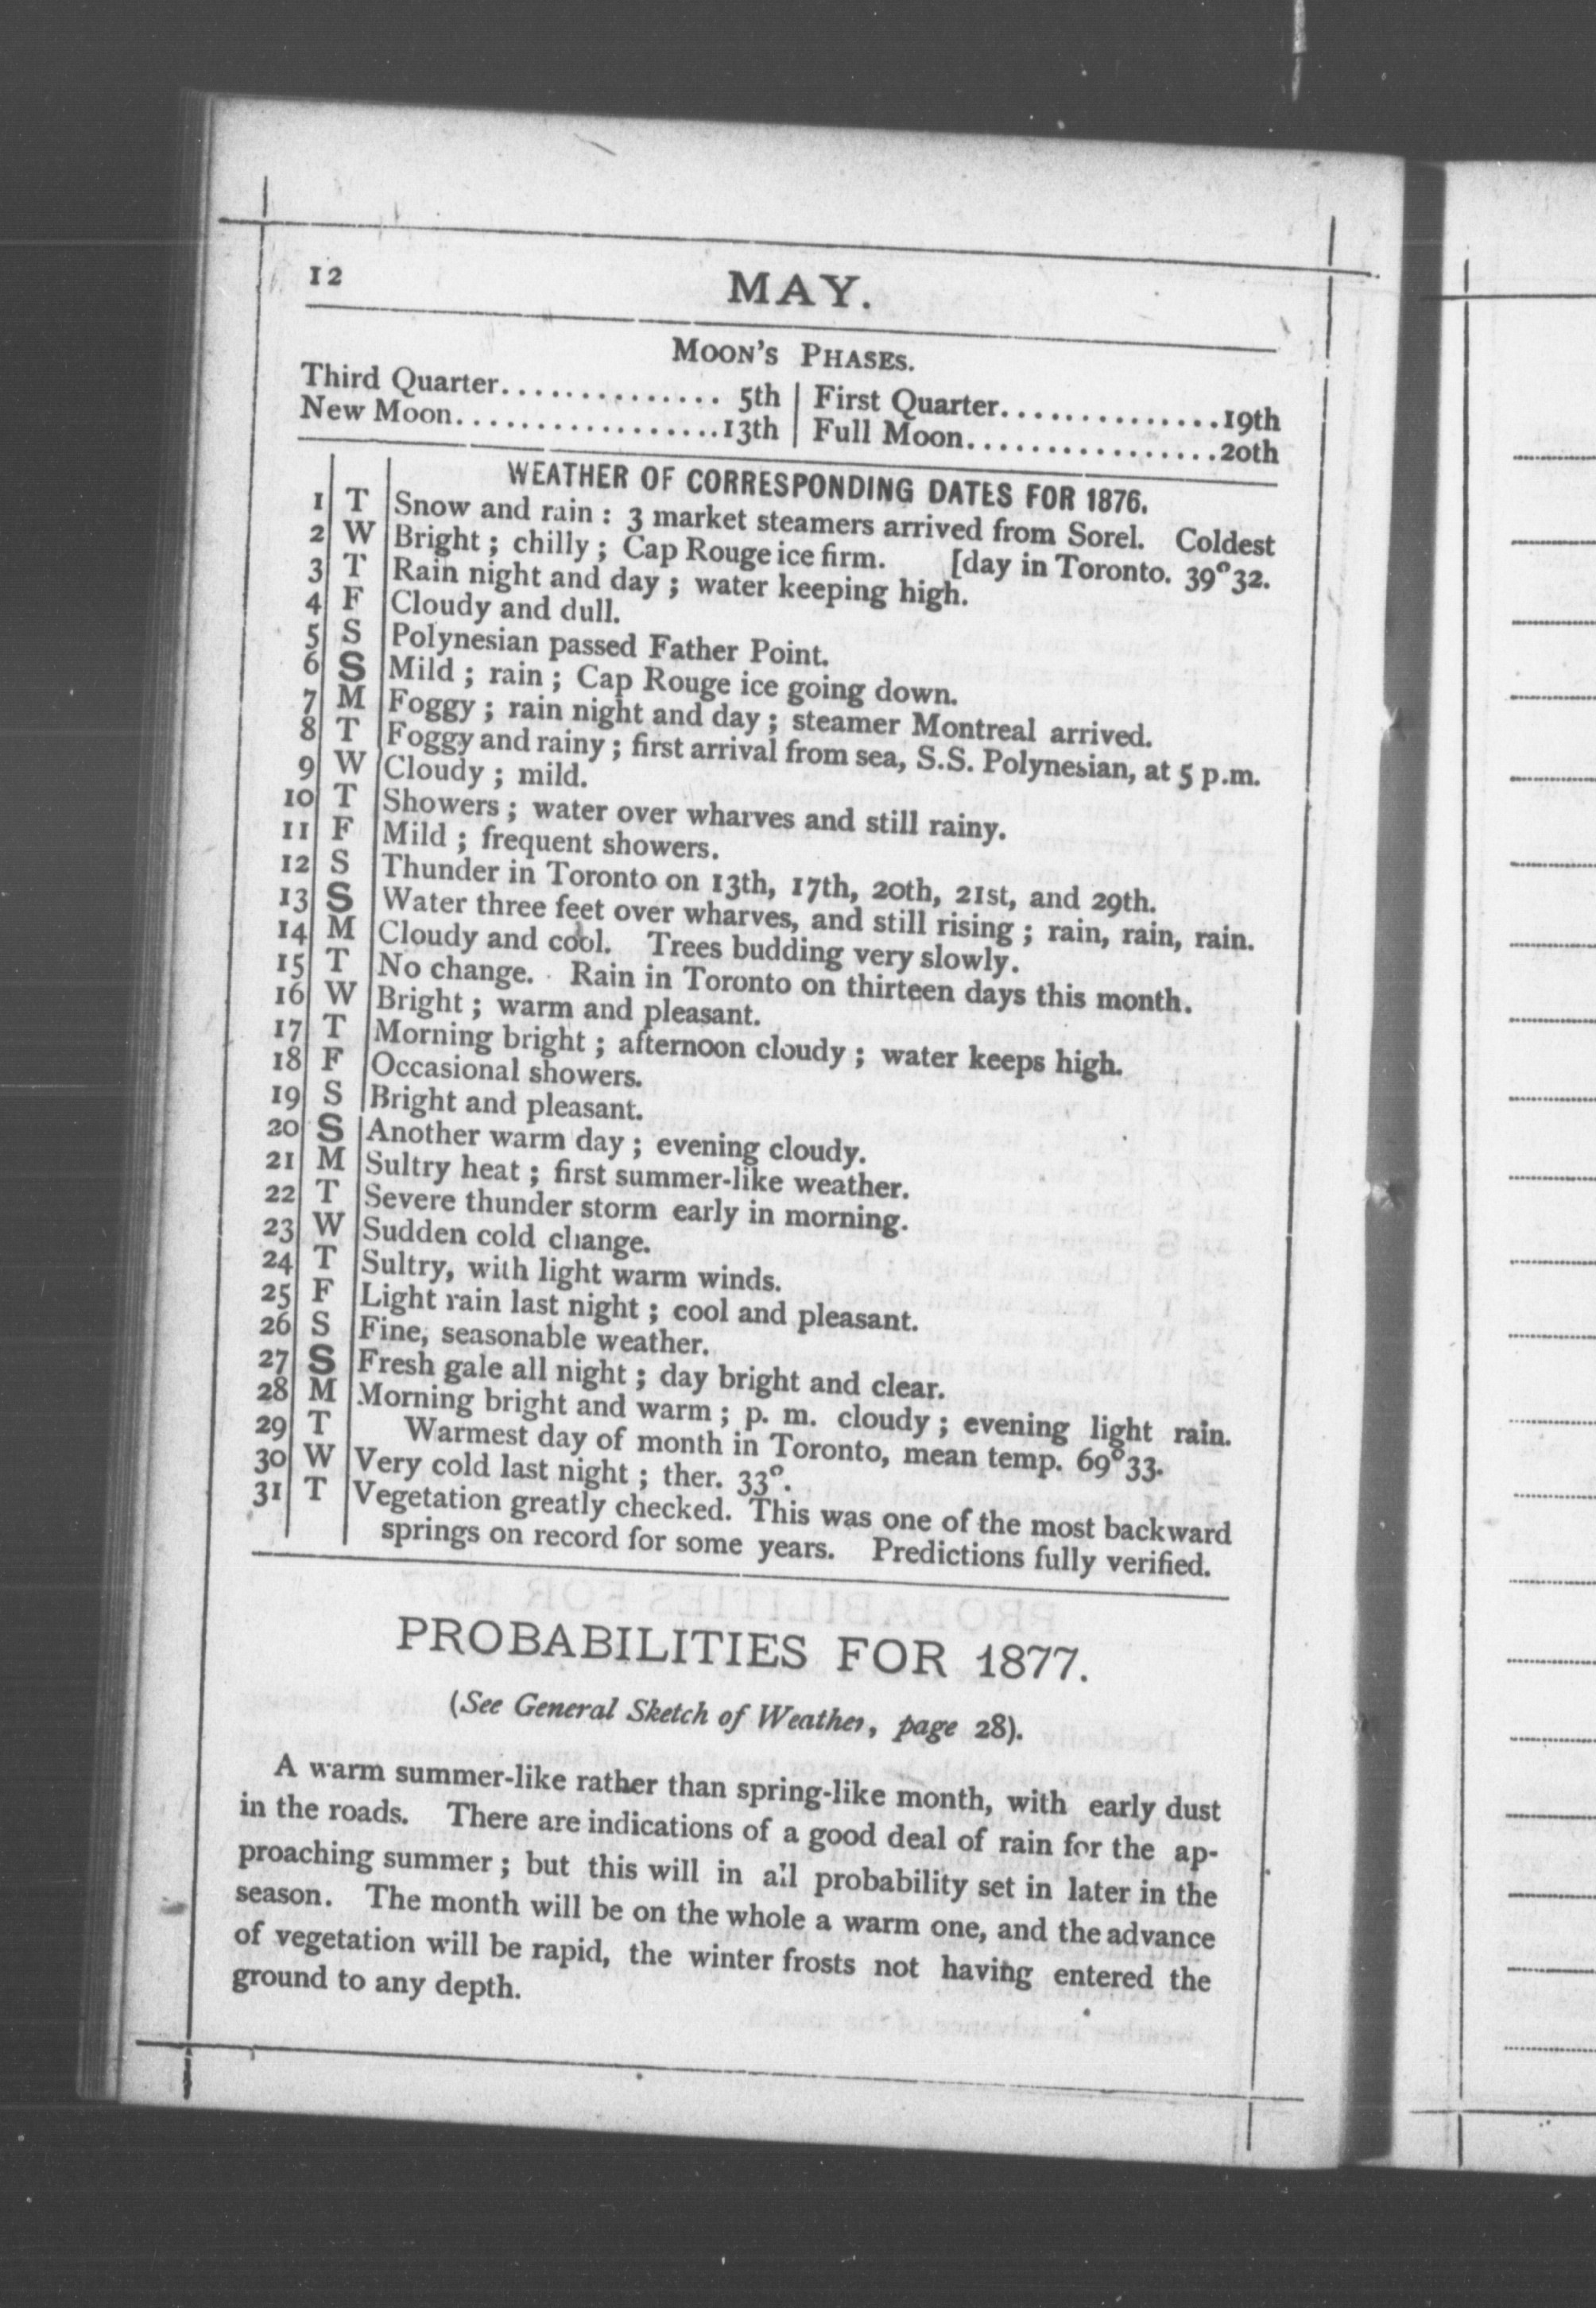 12
MAY.
MOON'S PHASES.
Third Quarter............... 5th | First Quarter...............19th
New Moon..................13th | Full Moon.................20th
WEATHER OF CORRESPONDING DATES FOR 1876.
1 T Snow and rain : 3 market steamers arrived from Sorel. Coldest
2 W Bright ; chilly ; Cap Rouge ice firm. [day in Toronto. 39°32.
3 T Rain night and day ; water keeping high.
4 F Cloudy and dull.
5 S Polynesian passed Father Point.
6 S Mild ; rain ; Cap Rouge ice going down.
7 M Foggy ; rain night and day ; steamer Montreal arrived.
8 T Foggy and rainy ; first arrival from sea, S.S. Polynesian, at 5 p.m.
9 W Cloudy ; mild.
10 T Showers ; water over wharves and still rainy.
11 F Mild ; frequent showers.
12 S Thunder in Toronto on 13th, 17th, 20th, 21st, and 29th.
13 S Water three feet over wharves, and still rising ; rain, rain, rain.
14 M Cloudy and cool. Trees budding very slowly.
15 T No change. Rain in Toronto on thirteen days this month.
16 W Bright ; warm and pleasant.
17 T Morning bright ; afternoon cloudy ; water keeps high.
18 F Occasional showers.
19 S Bright and pleasant.
20 S Another warm day ; evening cloudy.
21 M Sultry heat ; first summer-like weather.
22 T Severe thunder storm early in morning.
23 W Sudden cold change.
24 T Sultry, with light warm winds.
25 F Light rain last night ; cool and pleasant.
26 S Fine, seasonable weather.
27 S Fresh gale all night ; day bright and clear.
28 M Morning bright and warm ; p. m. cloudy ; evening light rain.
29 T Warmest day of month in Toronto, mean temp. 69°33.
30 W Very cold last night ; ther. 33°.
31 T Vegetation greatly checked. This was one of the most backward
springs on record for some years. Predictions fully verified.
PROBABILITIES FOR 1877.
(See General Sketch of Weather, page 28).
A warm summer-like rather than spring-like month, with early dust
in the roads. There are indications of a good deal of rain for the ap-
proaching summer ; but this will in all probability set in later in the
season. The month will be on the whole a warm one, and the advance
of vegetation will be rapid, the winter frosts not having entered the
ground to any depth.